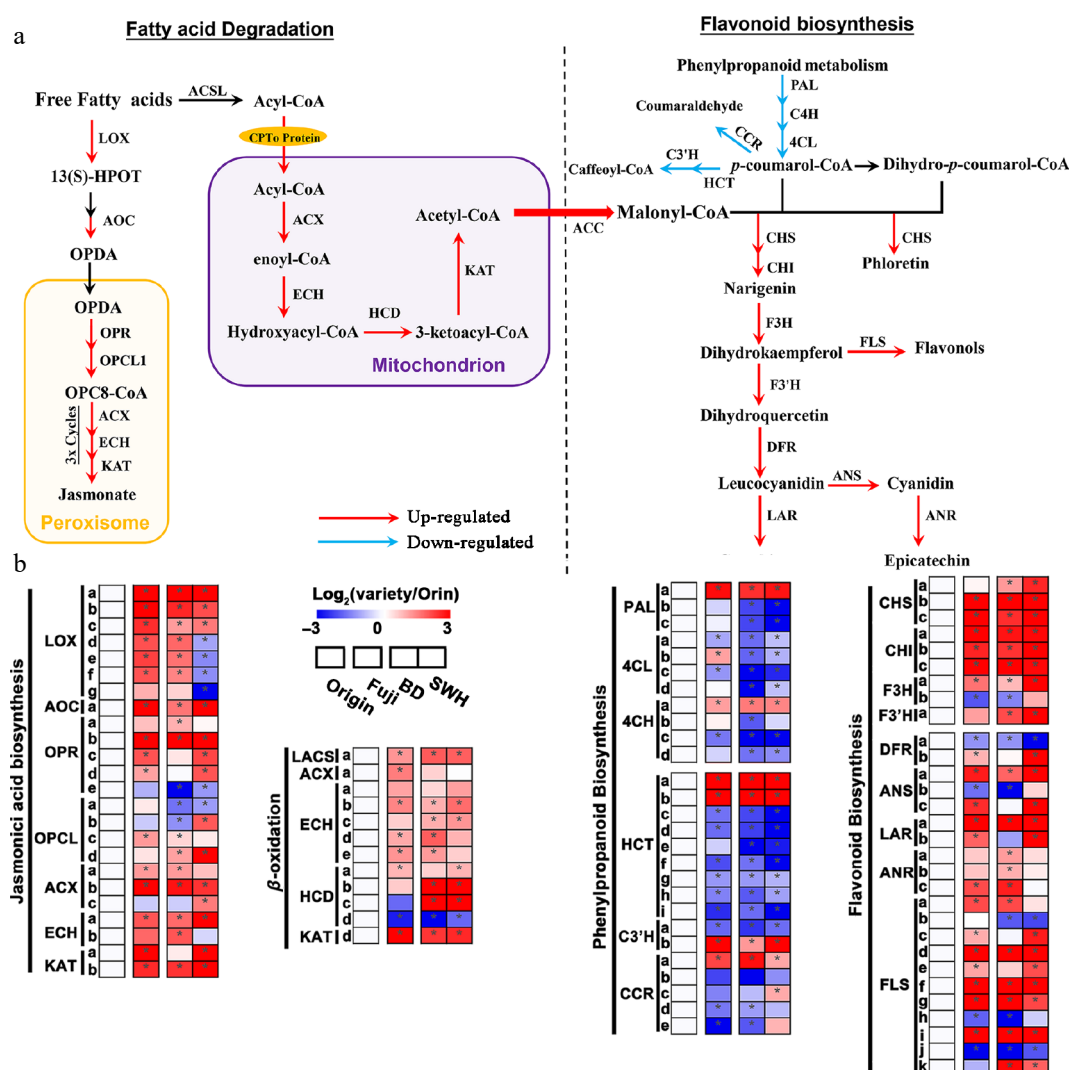 a
Fatty acid Degradation
Flavonoid biosynthesis
Free Fatty acids
ACSL
Acyl-CoA
LOX
CPTo Protein
13(S)-HPOT
AOC
OPDA
OPDA
OPR
OPCL1
OPC8-CoA
3x Cycles
ACX
ECH
KAT
Jasmonate
Peroxisome
Acyl-CoA
ACX
enoyl-CoA
ECH
Hydroxyacyl-CoA
HCD
3-ketoacyl-CoA
KAT
Acetyl-CoA
Mitochondrion
ACC
Phenylpropanoid metabolism
PAL
C4H
4CL
Coumaraldehyde
CCR
C3'H
Caffeoyl-CoA
HCT
p-coumarol-CoA
Dihydro-p-coumarol-CoA
Malonyl-CoA
CHS
CHI
CHS
Phloretin
Narigenin
F3H
Dihydrokaempferol
FLS
Flavonols
F3'H
Dihydroquercetin
DFR
Leucocyanidin
ANS
Cyanidin
LAR
ANR
Epicatechin
Up-regulated
Down-regulated
b
Jasmonici acid biosynthesis
LOX
a
b
c
d
e
f
g
AOC
a
OPR
a
b
c
d
e
OPCL
a
b
c
d
ACX
a
b
c
ECH
a
b
KAT
a
b
Log2(variety/Orin)
−3 0 3
Origin
Fuji
BD
SWH
β-oxidation
LACS
a
ACX
a
ECH
a
b
c
d
e
HCD
a
b
c
d
KAT
d
Phenylpropanoid Biosynthesis
PAL
a
b
c
4CL
a
b
c
d
4CH
a
b
c
d
HCT
a
b
c
d
e
f
g
h
i
C3'H
a
b
CCR
a
b
c
d
e
Flavonoid Biosynthesis
CHS
a
b
c
CHI
a
b
c
F3H
a
b
F3'H
a
DFR
a
b
ANS
a
b
c
LAR
a
b
ANR
a
b
c
FLS
a
b
c
d
e
f
g
h
i
j
k